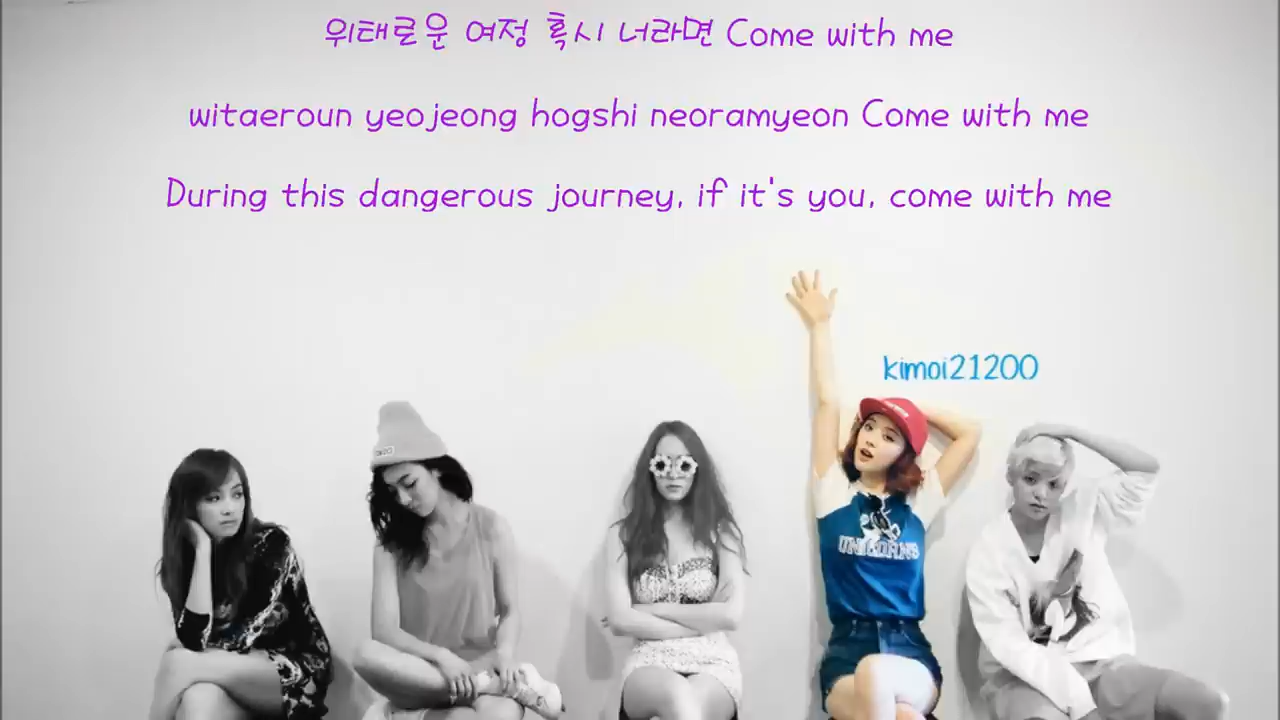 위태로운 여정 혹시 너라면 Come with me
witaeroun yeojeong hogshi neoramyeon Come with me
During this dangerous journey, if it's you, come with me
kimoi21200
UNICORNS